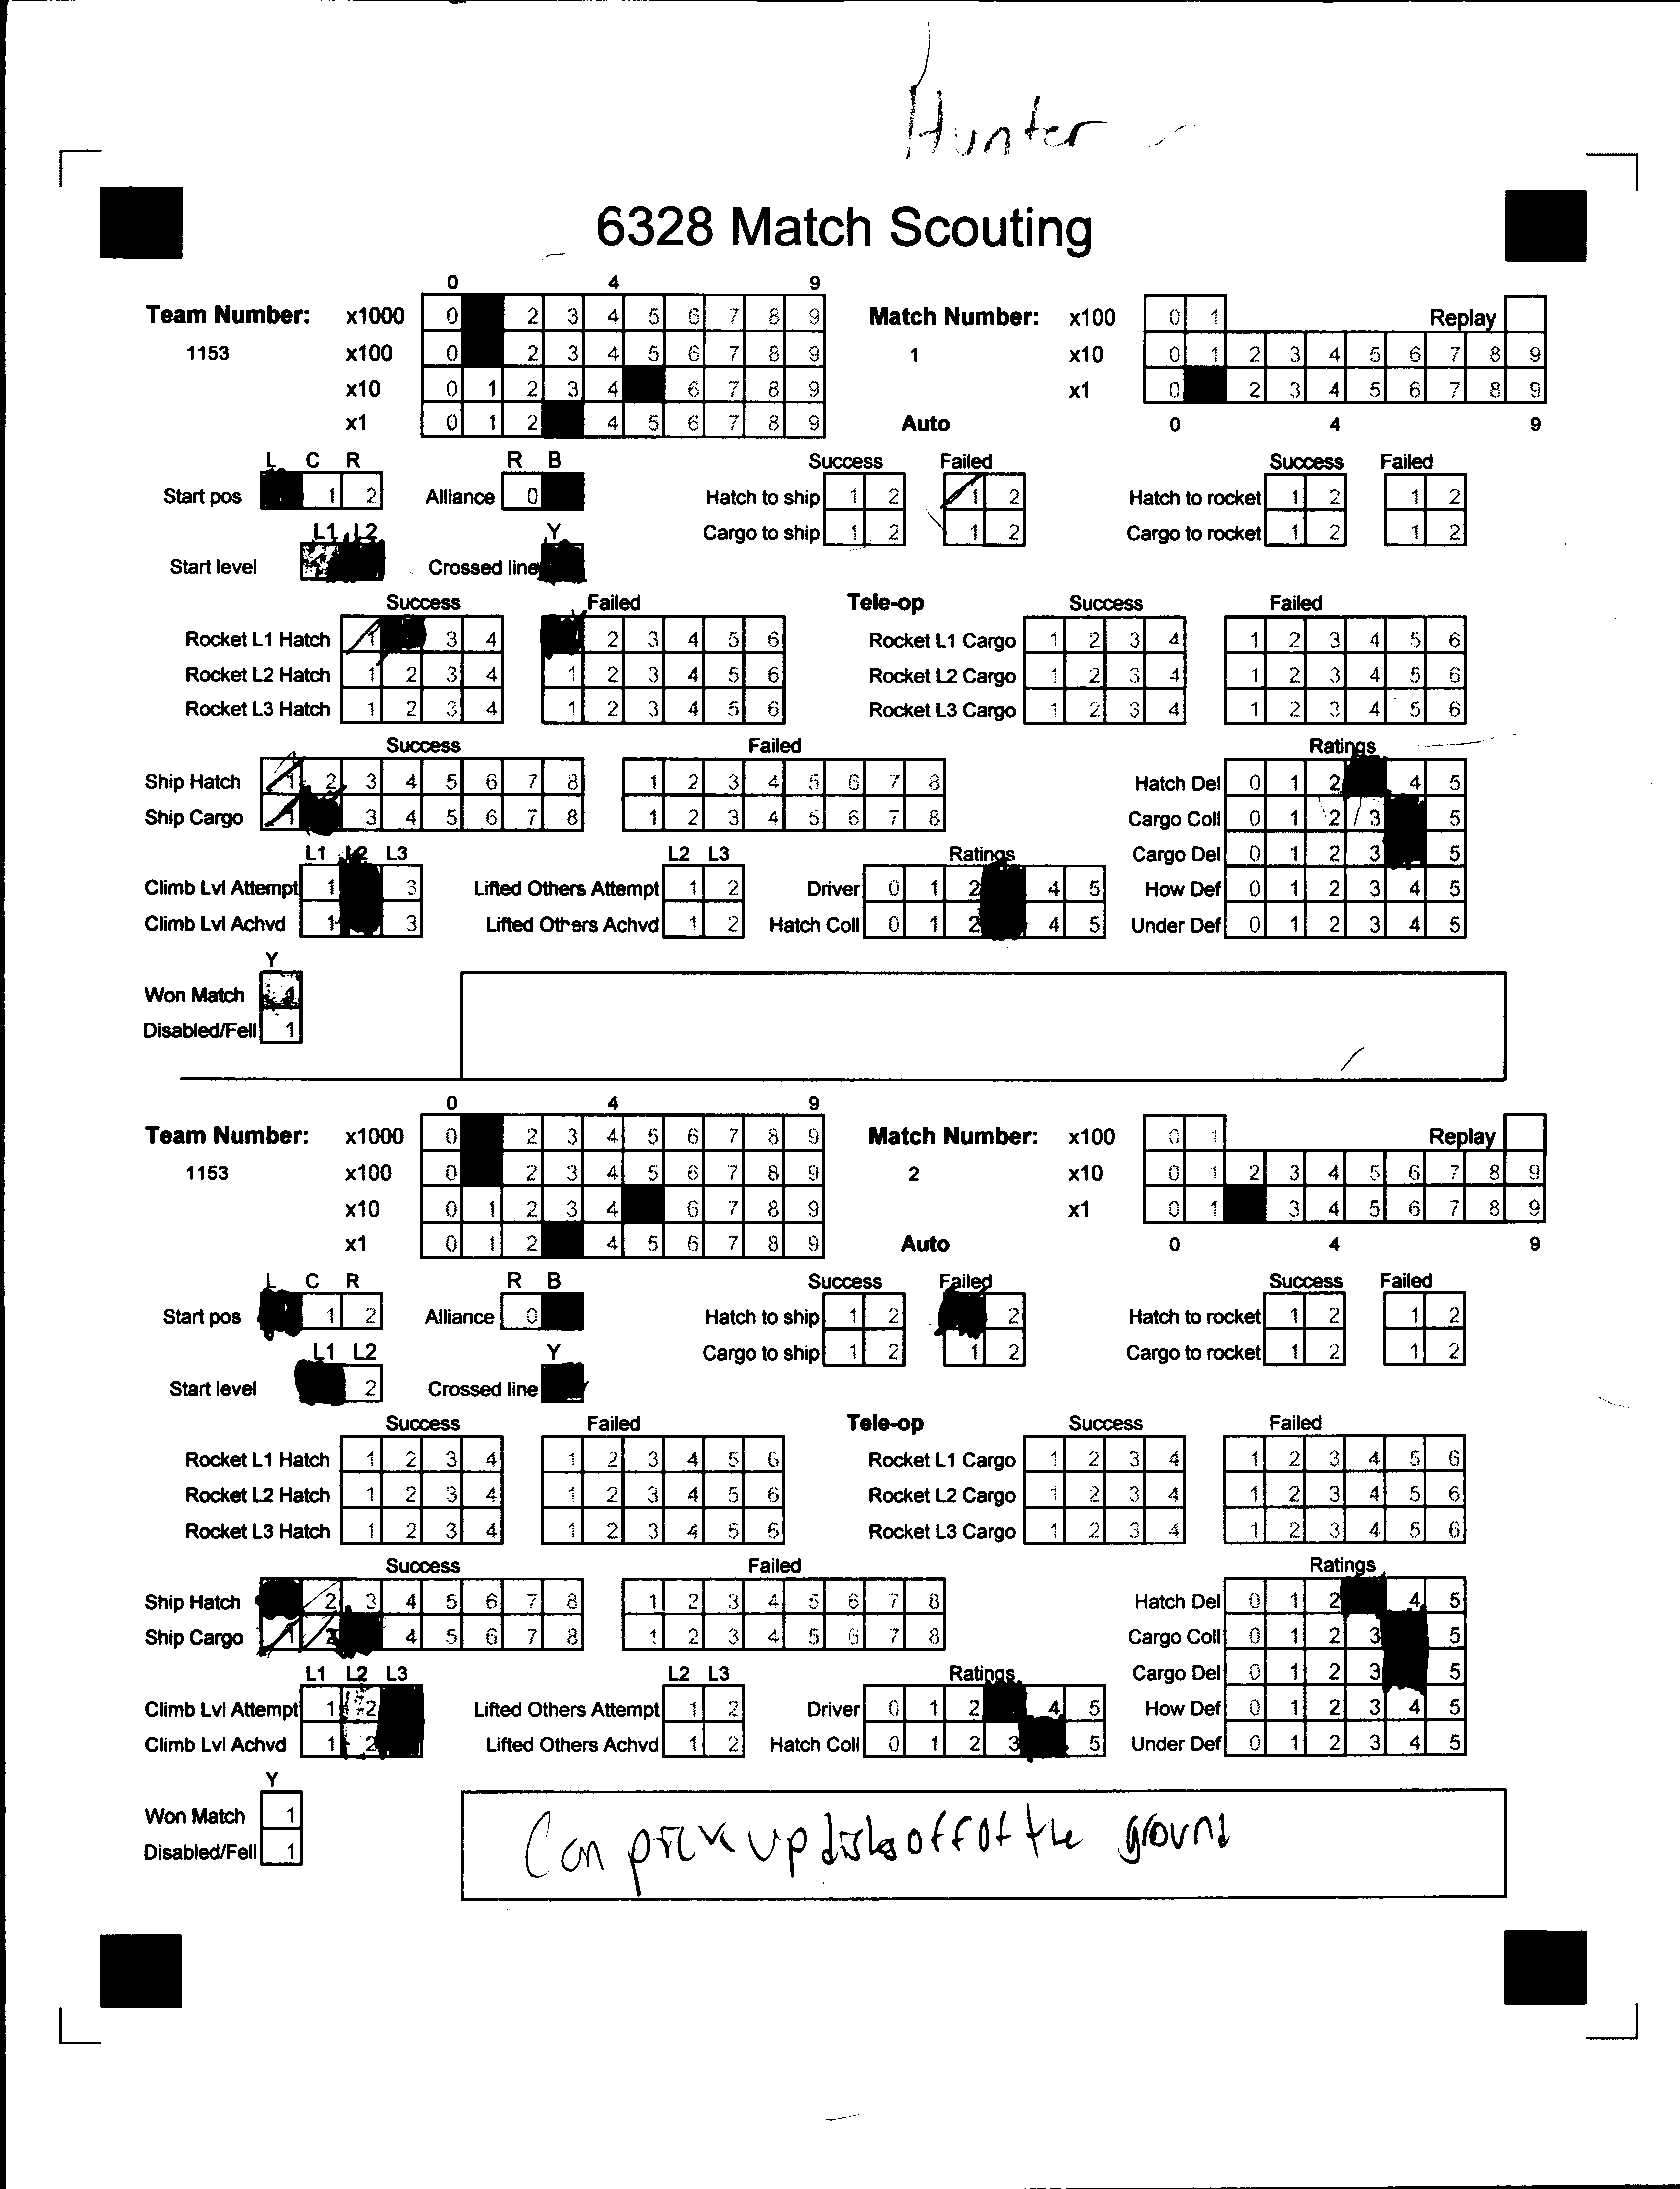 Hunter
6328 Match Scouting
0 4 9
Team Number: x1000 0 2 3 4 5 6 7 8 9 Match Number: x100 0 1 Replay
1153 x100 0 2 3 4 5 6 7 8 9 1 x10 0 1 2 3 4 5 6 7 8 9
x10 0 1 2 3 4 6 7 8 9 x1 0 2 3 4 5 6 7 8 9
x1 0 1 2 4 5 6 7 8 9 Auto 0 4 9
L C R R B Success Failed Success Failed
Start pos 1 2 Alliance 0 Hatch to ship 1 2 1 2 Hatch to rocket 1 2 1 2
L1 L2 Y Cargo to ship 1 2 1 2 Cargo to rocket 1 2 1 2
Start level Crossed line
Success Failed Tele-op Success Failed
Rocket L1 Hatch 1 3 4 2 3 4 5 6 Rocket L1 Cargo 1 2 3 4 1 2 3 4 5 6
Rocket L2 Hatch 1 2 3 4 1 2 3 4 5 6 Rocket L2 Cargo 1 2 3 4 1 2 3 4 5 6
Rocket L3 Hatch 1 2 3 4 1 2 3 4 5 6 Rocket L3 Cargo 1 2 3 4 1 2 3 4 5 6
Success Failed Ratings
Ship Hatch 1 2 3 4 5 6 7 8 1 2 3 4 5 6 7 8 Hatch Del 0 1 2 4 5
Ship Cargo 1 3 4 5 6 7 8 1 2 3 4 5 6 7 8 Cargo Coll 0 1 2 3 5
L1 L2 L3 L2 L3 Ratings Cargo Del 0 1 2 3 5
Climb Lvl Attempt 1 3 Lifted Others Attempt 1 2 Driver 0 1 2 4 5 How Def 0 1 2 3 4 5
Climb Lvl Achvd 1 3 Lifted Others Achvd 1 2 Hatch Coll 0 1 2 4 5 Under Def 0 1 2 3 4 5
Y
Won Match 1
Disabled/Fell 1
0 4 9
Team Number: x1000 0 2 3 4 5 6 7 8 9 Match Number: x100 0 1 Replay
1153 x100 0 2 3 4 5 6 7 8 9 2 x10 0 1 2 3 4 5 6 7 8 9
x10 0 1 2 3 4 6 7 8 9 x1 0 1 3 4 5 6 7 8 9
x1 0 1 2 4 5 6 7 8 9 Auto 0 4 9
L C R R B Success Failed Success Failed
Start pos 1 2 Alliance 0 Hatch to ship 1 2 2 Hatch to rocket 1 2 1 2
L1 L2 Y Cargo to ship 1 2 1 2 Cargo to rocket 1 2 1 2
Start level 2 Crossed line
Success Failed Tele-op Success Failed
Rocket L1 Hatch 1 2 3 4 1 2 3 4 5 6 Rocket L1 Cargo 1 2 3 4 1 2 3 4 5 6
Rocket L2 Hatch 1 2 3 4 1 2 3 4 5 6 Rocket L2 Cargo 1 2 3 4 1 2 3 4 5 6
Rocket L3 Hatch 1 2 3 4 1 2 3 4 5 6 Rocket L3 Cargo 1 2 3 4 1 2 3 4 5 6
Success Failed Ratings
Ship Hatch 2 3 4 5 6 7 8 1 2 3 4 5 6 7 8 Hatch Del 0 1 2 4 5
Ship Cargo 1 2 4 5 6 7 8 1 2 3 4 5 6 7 8 Cargo Coll 0 1 2 3 5
L1 L2 L3 L2 L3 Ratings Cargo Del 0 1 2 3 5
Climb Lvl Attempt 1 2 Lifted Others Attempt 1 2 Driver 0 1 2 4 5 How Def 0 1 2 3 4 5
Climb Lvl Achvd 1 2 Lifted Others Achvd 1 2 Hatch Coll 0 1 2 3 5 Under Def 0 1 2 3 4 5
Y
Won Match 1
Disabled/Fell 1
Can pick up disks off of the ground